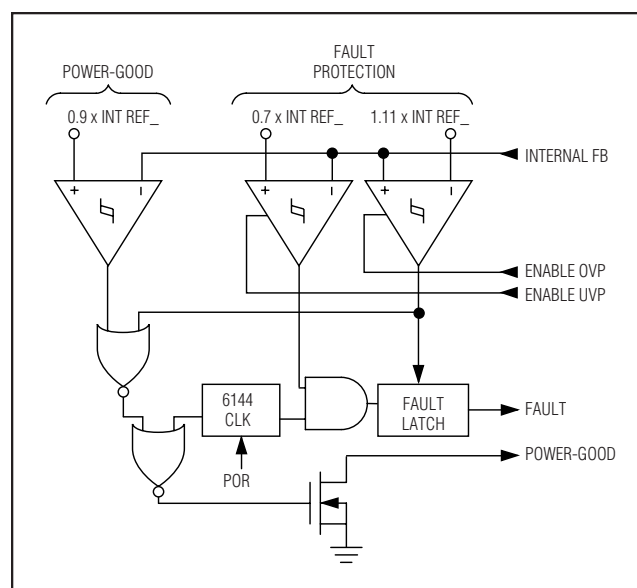 POWER-GOOD
FAULT
PROTECTION
0.9 x INT REF_
0.7 x INT REF_
1.11 x INT REF_
INTERNAL FB
+
-
+
-
+
-
ENABLE OVP
ENABLE UVP
6144
CLK
FAULT
LATCH
FAULT
POWER-GOOD
POR